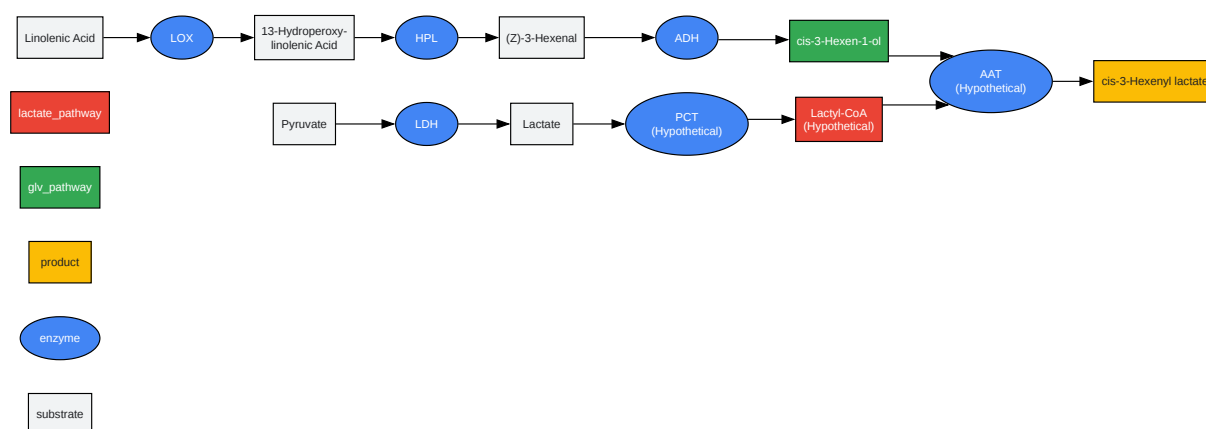 Linolenic Acid
LOX
13-Hydroperoxy-
linolenic Acid
HPL
(Z)-3-Hexenal
ADH
cis-3-Hexen-1-ol
AAT
(Hypothetical)
cis-3-Hexenyl lactate
lactate_pathway
Pyruvate
LDH
Lactate
PCT
(Hypothetical)
Lactyl-CoA
(Hypothetical)
glv_pathway
product
enzyme
substrate